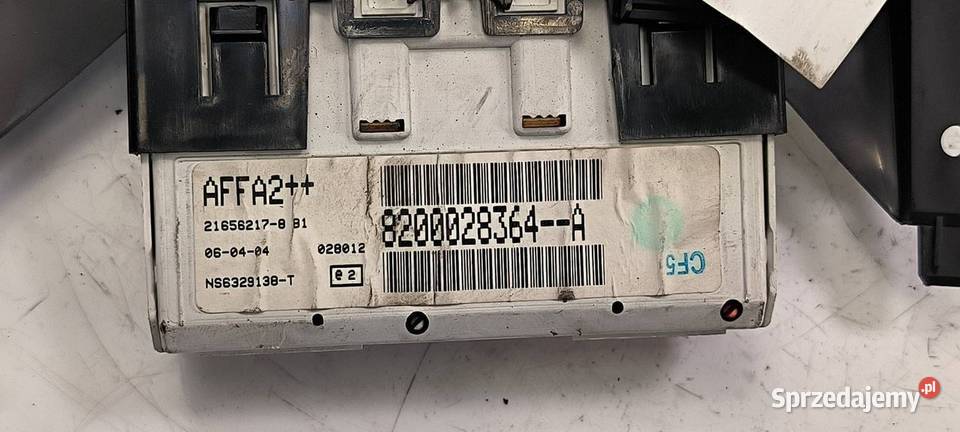 AFFA2++
21656217-8 B1
06-04-04 028012
NS6329138-T
e2
8200028364--A
CF5
Sprzedajemy.pl